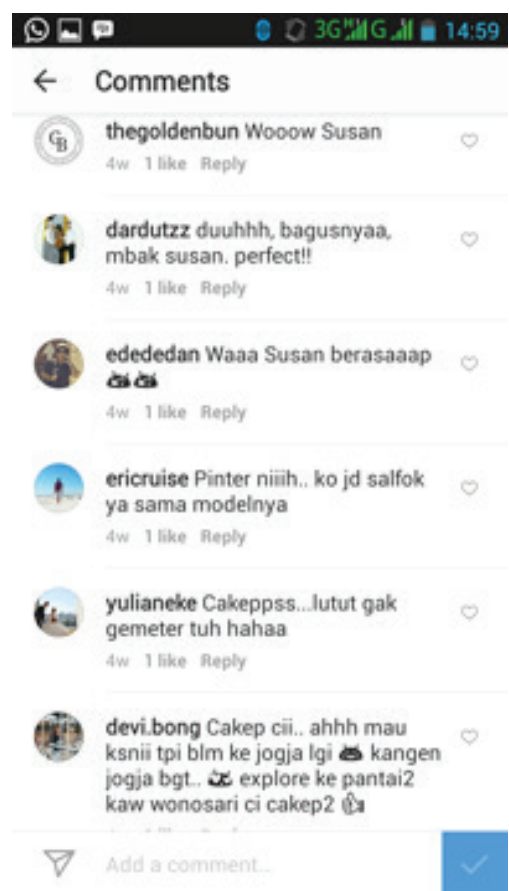 3G H G 14:59
Comments
GB
thegoldenbun Wooow Susan
4w 1 like Reply
dardutzz duuhhh, bagusnyaa,
mbak susan. perfect!!
4w 1 like Reply
edededan Waaa Susan berasaaap
4w 1 like Reply
ericruise Pinter niiih.. ko jd salfok
ya sama modelnya
4w 1 like Reply
yulianeke Cakeppss...lutut gak
gemeter tuh hahaa
4w 1 like Reply
devi.bong Cakep cii.. ahhh mau
ksnii tpi blm ke jogja lgi kangen
jogja bgt.. explore ke pantai2
kaw wonosari ci cakep2
Add a comment..